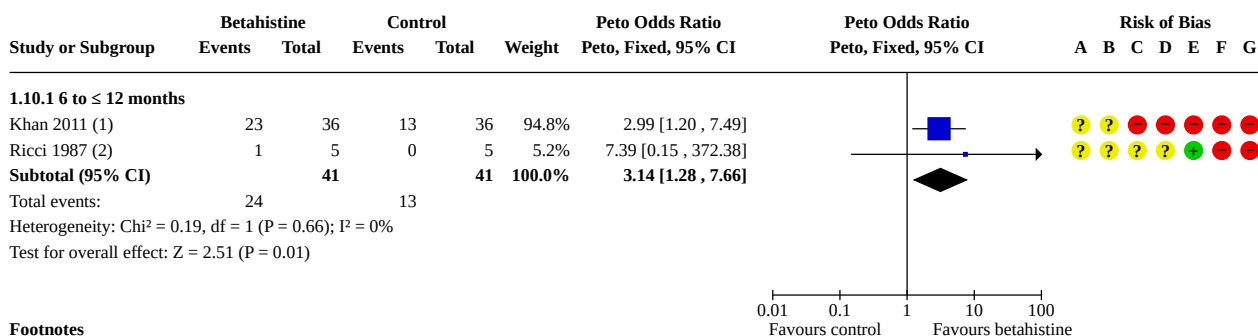 Betahistine Control Peto Odds Ratio Peto Odds Ratio Risk of Bias
Study or Subgroup Events Total Events Total Weight Peto, Fixed, 95% CI Peto, Fixed, 95% CI A B C D E F G
1.10.1 6 to ≤ 12 months
Khan 2011 (1) 23 36 13 36 94.8% 2.99 [1.20 , 7.49] ? ? − − − − −
Ricci 1987 (2) 1 5 0 5 5.2% 7.39 [0.15 , 372.38] ? ? ? ? + − −
Subtotal (95% CI) 41 41 100.0% 3.14 [1.28 , 7.66]
Total events: 24 13
Heterogeneity: Chi² = 0.19, df = 1 (P = 0.66); I² = 0%
Test for overall effect: Z = 2.51 (P = 0.01)
0.01 0.1 1 10 100
Favours control Favours betahistine
Footnotes